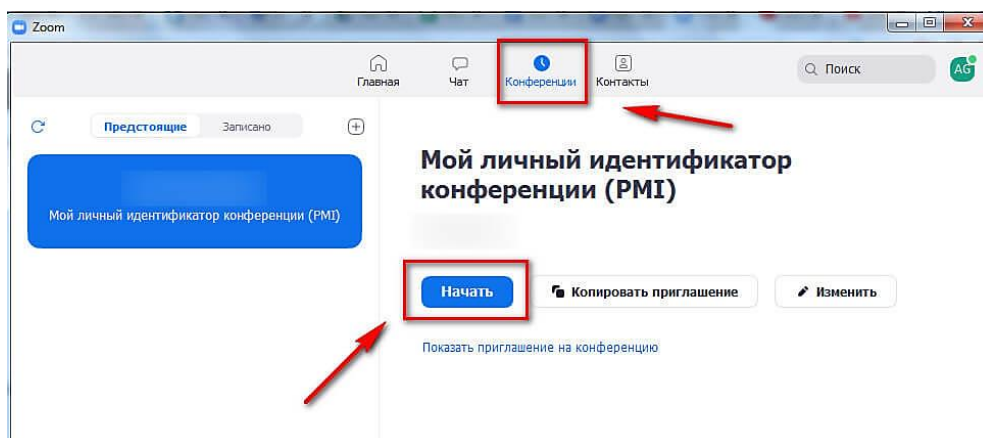 Zoom
Главная
Чат
Конференции
Контакты
Поиск
AG
Предстоящие
Записано
Мой личный идентификатор
конференции (PMI)
Мой личный идентификатор конференции (PMI)
Начать
Копировать приглашение
Изменить
Показать приглашение на конференцию